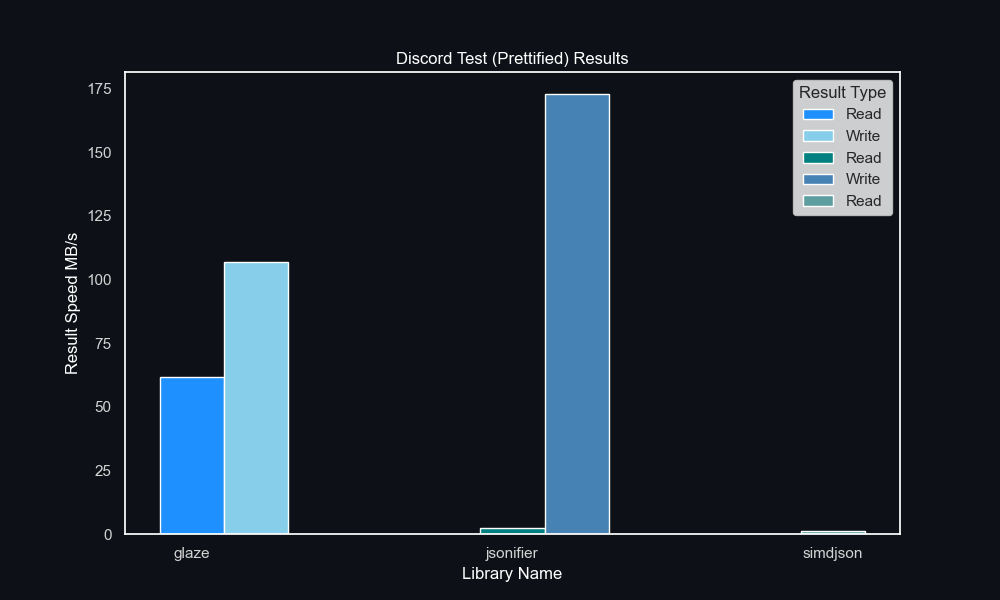 Discord Test (Prettified) Results
Result Type
Read
Write
Read
Write
Read
Result Speed MB/s
175
150
125
100
75
50
25
0
glaze
jsonifier
simdjson
Library Name